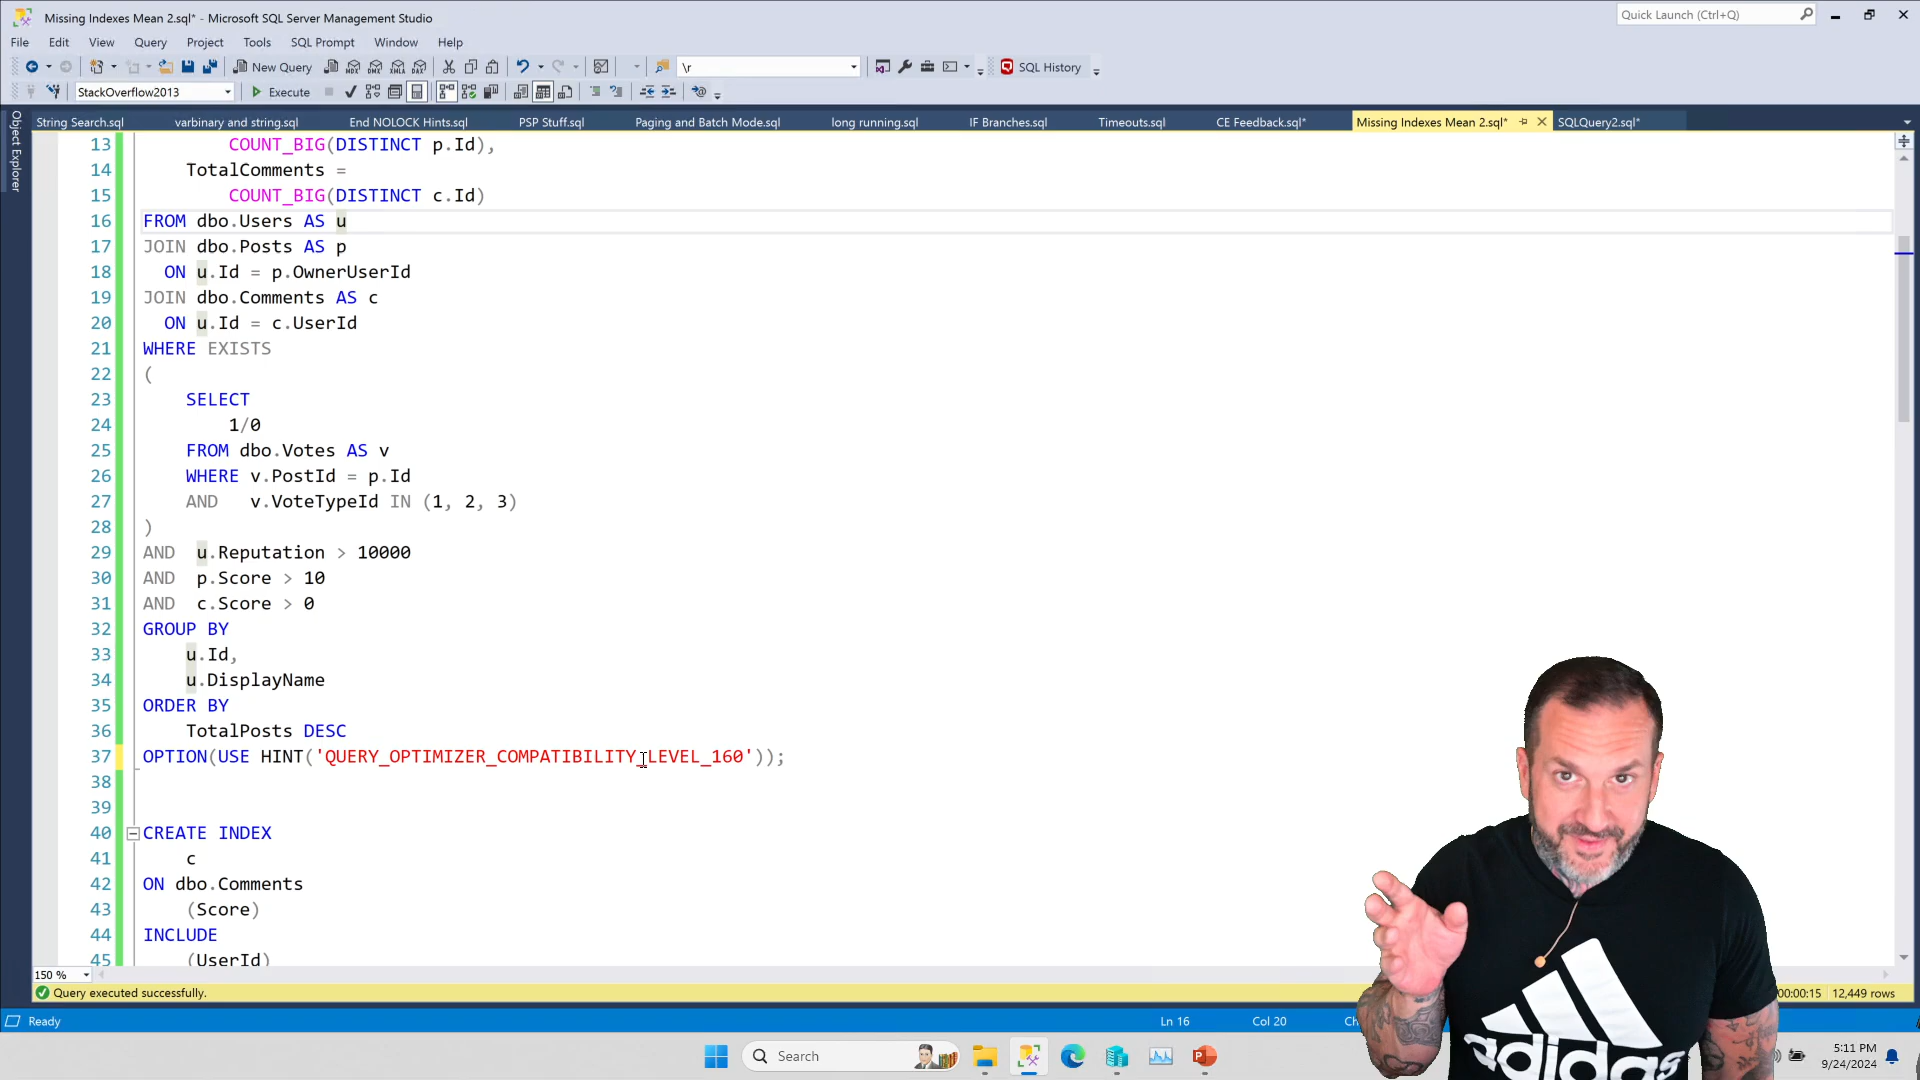 Missing Indexes Mean 2.sql* - Microsoft SQL Server Management Studio
Quick Launch (Ctrl+Q)
File Edit View Query Project Tools SQL Prompt Window Help
New Query MDX DMX XMLA DAX \r SQL History
StackOverflow2013 Execute
Object Explorer
String Search.sql varbinary and string.sql End NOLOCK Hints.sql PSP Stuff.sql Paging and Batch Mode.sql long running.sql IF Branches.sql Timeouts.sql CE Feedback.sql* Missing Indexes Mean 2.sql* SQLQuery2.sql*
13 COUNT_BIG(DISTINCT p.Id),
14 TotalComments =
15 COUNT_BIG(DISTINCT c.Id)
16 FROM dbo.Users AS u
17 JOIN dbo.Posts AS p
18 ON u.Id = p.OwnerUserId
19 JOIN dbo.Comments AS c
20 ON u.Id = c.UserId
21 WHERE EXISTS
22 (
23 SELECT
24 1/0
25 FROM dbo.Votes AS v
26 WHERE v.PostId = p.Id
27 AND v.VoteTypeId IN (1, 2, 3)
28 )
29 AND u.Reputation > 10000
30 AND p.Score > 10
31 AND c.Score > 0
32 GROUP BY
33 u.Id,
34 u.DisplayName
35 ORDER BY
36 TotalPosts DESC
37 OPTION(USE HINT('QUERY_OPTIMIZER_COMPATIBILITY_LEVEL_160'));
38
39
40 CREATE INDEX
41 c
42 ON dbo.Comments
43 (Score)
44 INCLUDE
45 (UserId)
150 %
Query executed successfully. 00:00:15 12,449 rows
Ready Ln 16 Col 20 Ch
adidas
Search
5:11 PM
9/24/2024